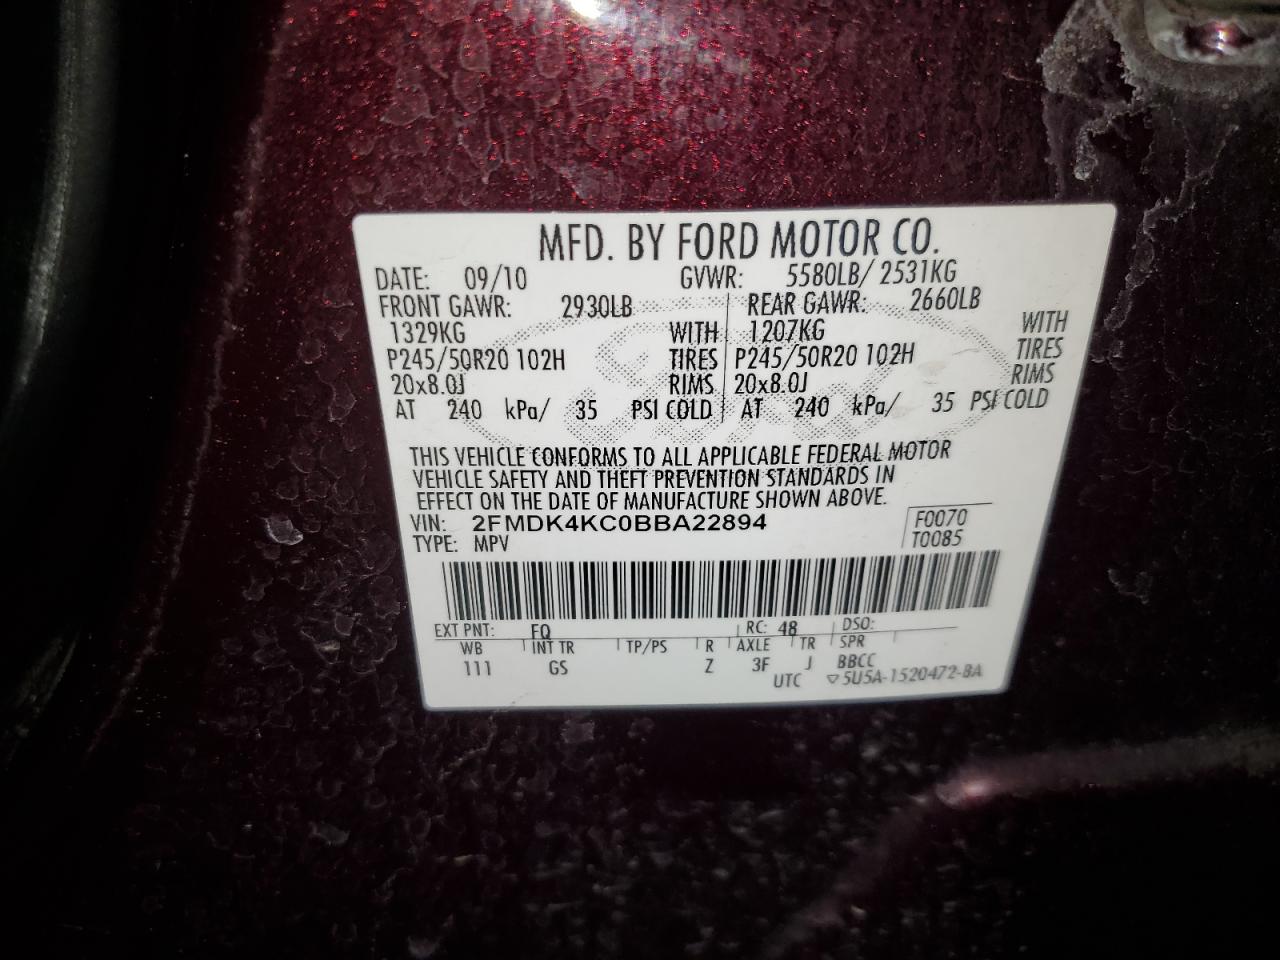 MFD. BY FORD MOTOR CO.
DATE: 09/10 GVWR: 5580LB/ 2531KG
FRONT GAWR: 2930LB REAR GAWR: 2660LB
1329KG WITH 1207KG WITH
P245/50R20 102H TIRES P245/50R20 102H TIRES
20x8.0J RIMS 20x8.0J RIMS
AT 240 kPa/ 35 PSI COLD AT 240 kPa/ 35 PSI COLD
THIS VEHICLE CONFORMS TO ALL APPLICABLE FEDERAL MOTOR
VEHICLE SAFETY AND THEFT PREVENTION STANDARDS IN
EFFECT ON THE DATE OF MANUFACTURE SHOWN ABOVE.
VIN: 2FMDK4KC0BBA22894 F0070
TYPE: MPV T0085
EXT PNT: FQ RC: 48 DSO:
WB INT TR TP/PS R AXLE TR SPR
111 GS Z 3F J BBCC
UTC ▽5U5A-1520472-BA